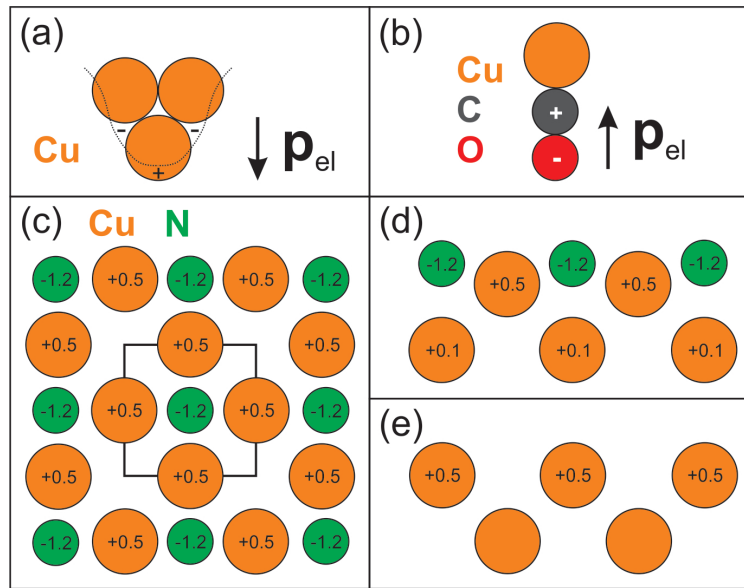 (a)
- -
+
Cu
p el
(b)
Cu
C
O
+
-
p el
(c)
Cu N
-1.2 +0.5 -1.2 +0.5 -1.2
+0.5 +0.5 +0.5
-1.2 +0.5 -1.2 +0.5 -1.2
+0.5 +0.5 +0.5
-1.2 +0.5 -1.2 +0.5 -1.2
(d)
-1.2 -1.2 -1.2
+0.5 +0.5
+0.1 +0.1 +0.1
(e)
+0.5 +0.5 +0.5